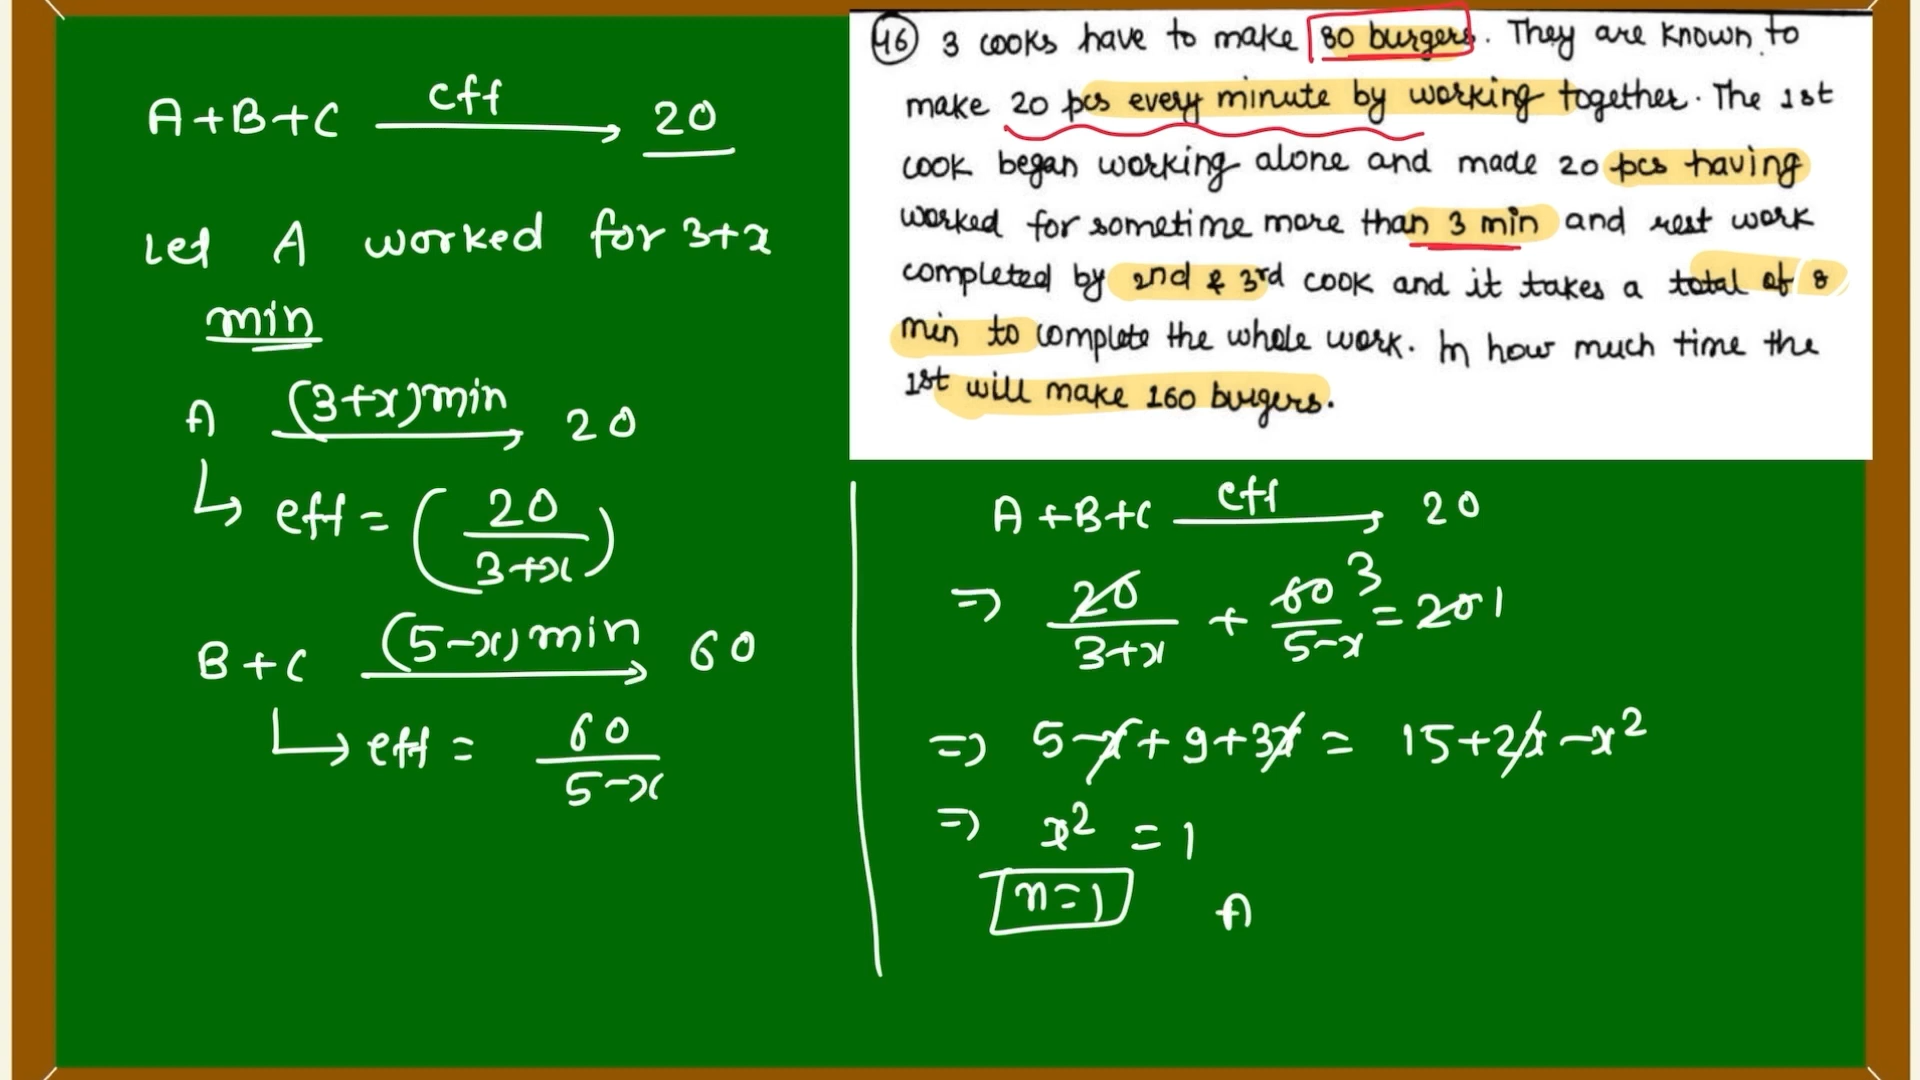 46 3 cooks have to make 80 burgers. They are known to
make 20 pcs every minute by working together. The 1st
cook began working alone and made 20 pcs having
worked for sometime more than 3 min and rest work
completed by 2nd & 3rd cook and it takes a total of 8
min to complete the whole work. In how much time the
1st will make 160 burgers.
A+B+C eff→ 20
Let A worked for 3+x
min
A (3+x)min→ 20
↳ eff = (20/(3+x))
B+C (5-x)min→ 60
↳ eff = 60/(5-x)
A+B+C eff→ 20
⇒ 20/(3+x) + 60 3/(5-x) = 20 1
⇒ 5-x+9+3x = 15+2x-x²
⇒ x² = 1
n=1 A